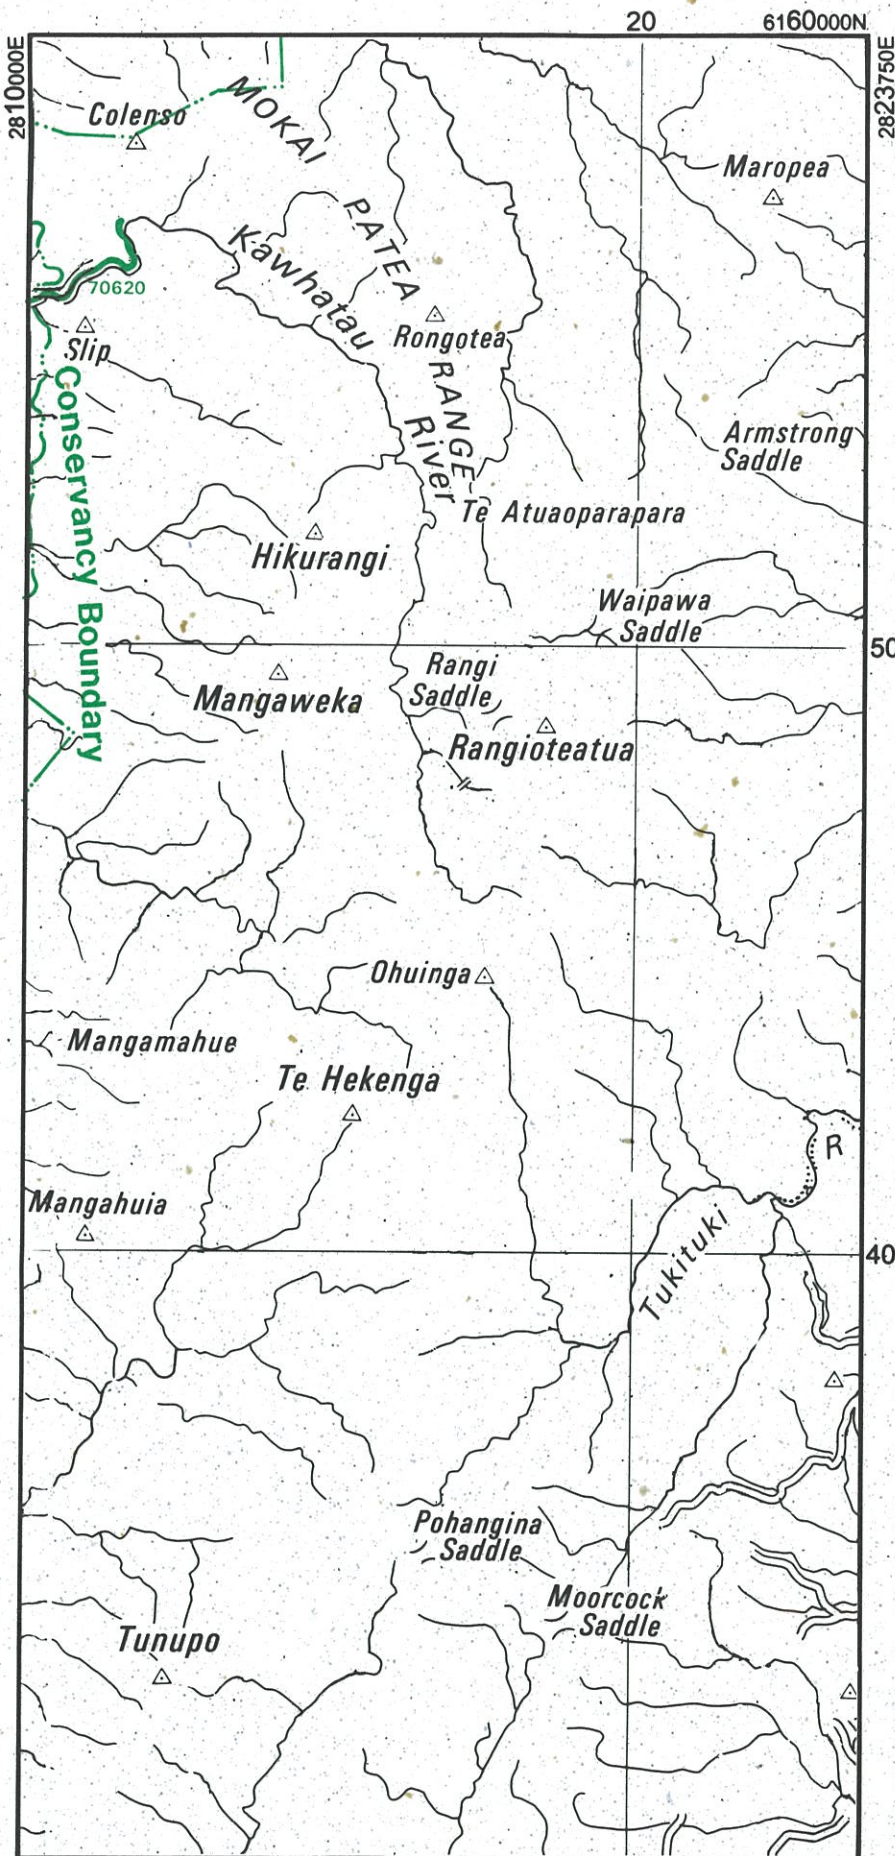 20
6160000N
2810000E
2823750E
Colenso
MOKAI PATEA RANGE
Maropea
Kawhatau River
70620
Slip
Rongotea
Conservancy Boundary
Armstrong
Saddle
Te Atuaoparapara
Hikurangi
Waipawa
Saddle
50
Rangi
Saddle
Mangaweka
Rangioteatua
Ohuinga
Mangamahue
Te Hekenga
R
Mangahuia
Tukituki
40
Pohangina
Saddle
Moorcock
Saddle
Tunupo